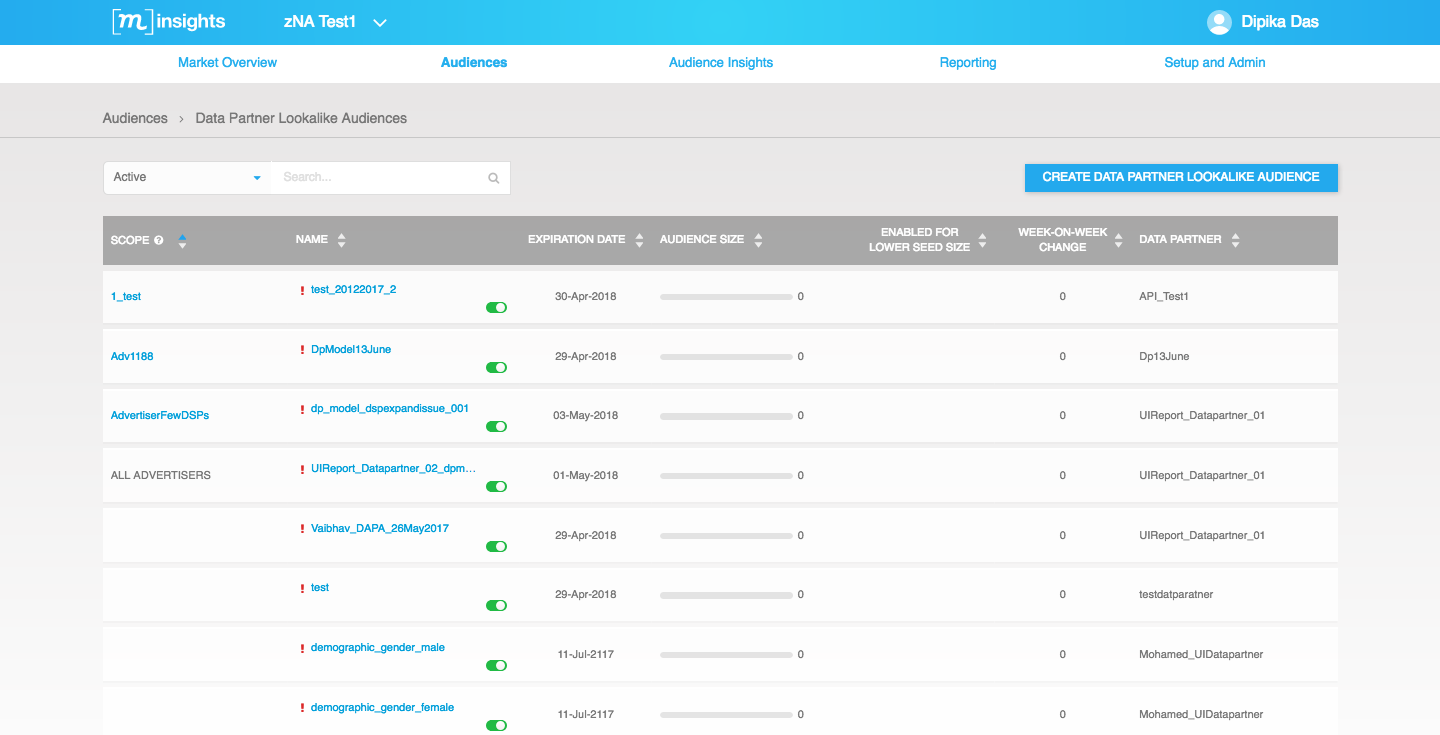 [m]insights zNA Test1 Dipika Das
Market Overview Audiences Audience Insights Reporting Setup and Admin
Audiences › Data Partner Lookalike Audiences
Active Search... CREATE DATA PARTNER LOOKALIKE AUDIENCE
SCOPE ? NAME EXPIRATION DATE AUDIENCE SIZE ENABLED FOR LOWER SEED SIZE WEEK-ON-WEEK CHANGE DATA PARTNER
1_test ! test_20122017_2 30-Apr-2018 0 0 API_Test1
Adv1188 ! DpModel13June 29-Apr-2018 0 0 Dp13June
AdvertiserFewDSPs ! dp_model_dspexpandissue_001 03-May-2018 0 0 UIReport_Datapartner_01
ALL ADVERTISERS ! UIReport_Datapartner_02_dpm... 01-May-2018 0 0 UIReport_Datapartner_01
! Vaibhav_DAPA_26May2017 29-Apr-2018 0 0 UIReport_Datapartner_01
! test 29-Apr-2018 0 0 testdatparatner
! demographic_gender_male 11-Jul-2117 0 0 Mohamed_UIDatapartner
! demographic_gender_female 11-Jul-2117 0 0 Mohamed_UIDatapartner